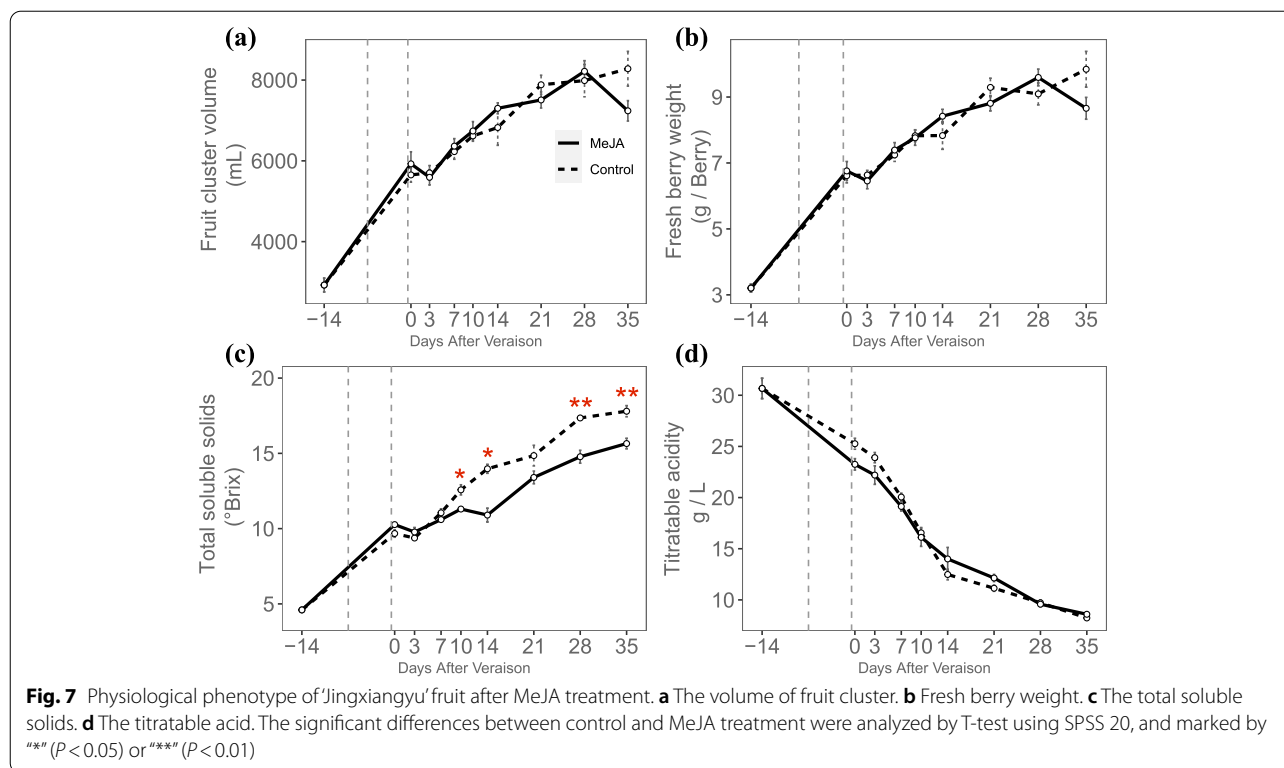 (a)
Fruit cluster volume
(mL)
8000
6000
4000
MeJA
Control
−14
0
3
7
10
14
21
28
35
Days After Veraison
(b)
Fresh berry weight
(g / Berry)
9
7
5
3
−14
0
3
7
10
14
21
28
35
Days After Veraison
(c)
Total soluble solids
(°Brix)
20
15
10
5
*
*
**
**
−14
0
3
7
10
14
21
28
35
Days After Veraison
(d)
Titratable acidity
g / L
30
25
20
15
10
−14
0
3
7
10
14
21
28
35
Days After Veraison
Fig. 7 Physiological phenotype of ‘Jingxiangyu’ fruit after MeJA treatment. a The volume of fruit cluster. b Fresh berry weight. c The total soluble
solids. d The titratable acid. The significant differences between control and MeJA treatment were analyzed by T-test using SPSS 20, and marked by
“*” (P < 0.05) or “**” (P < 0.01)